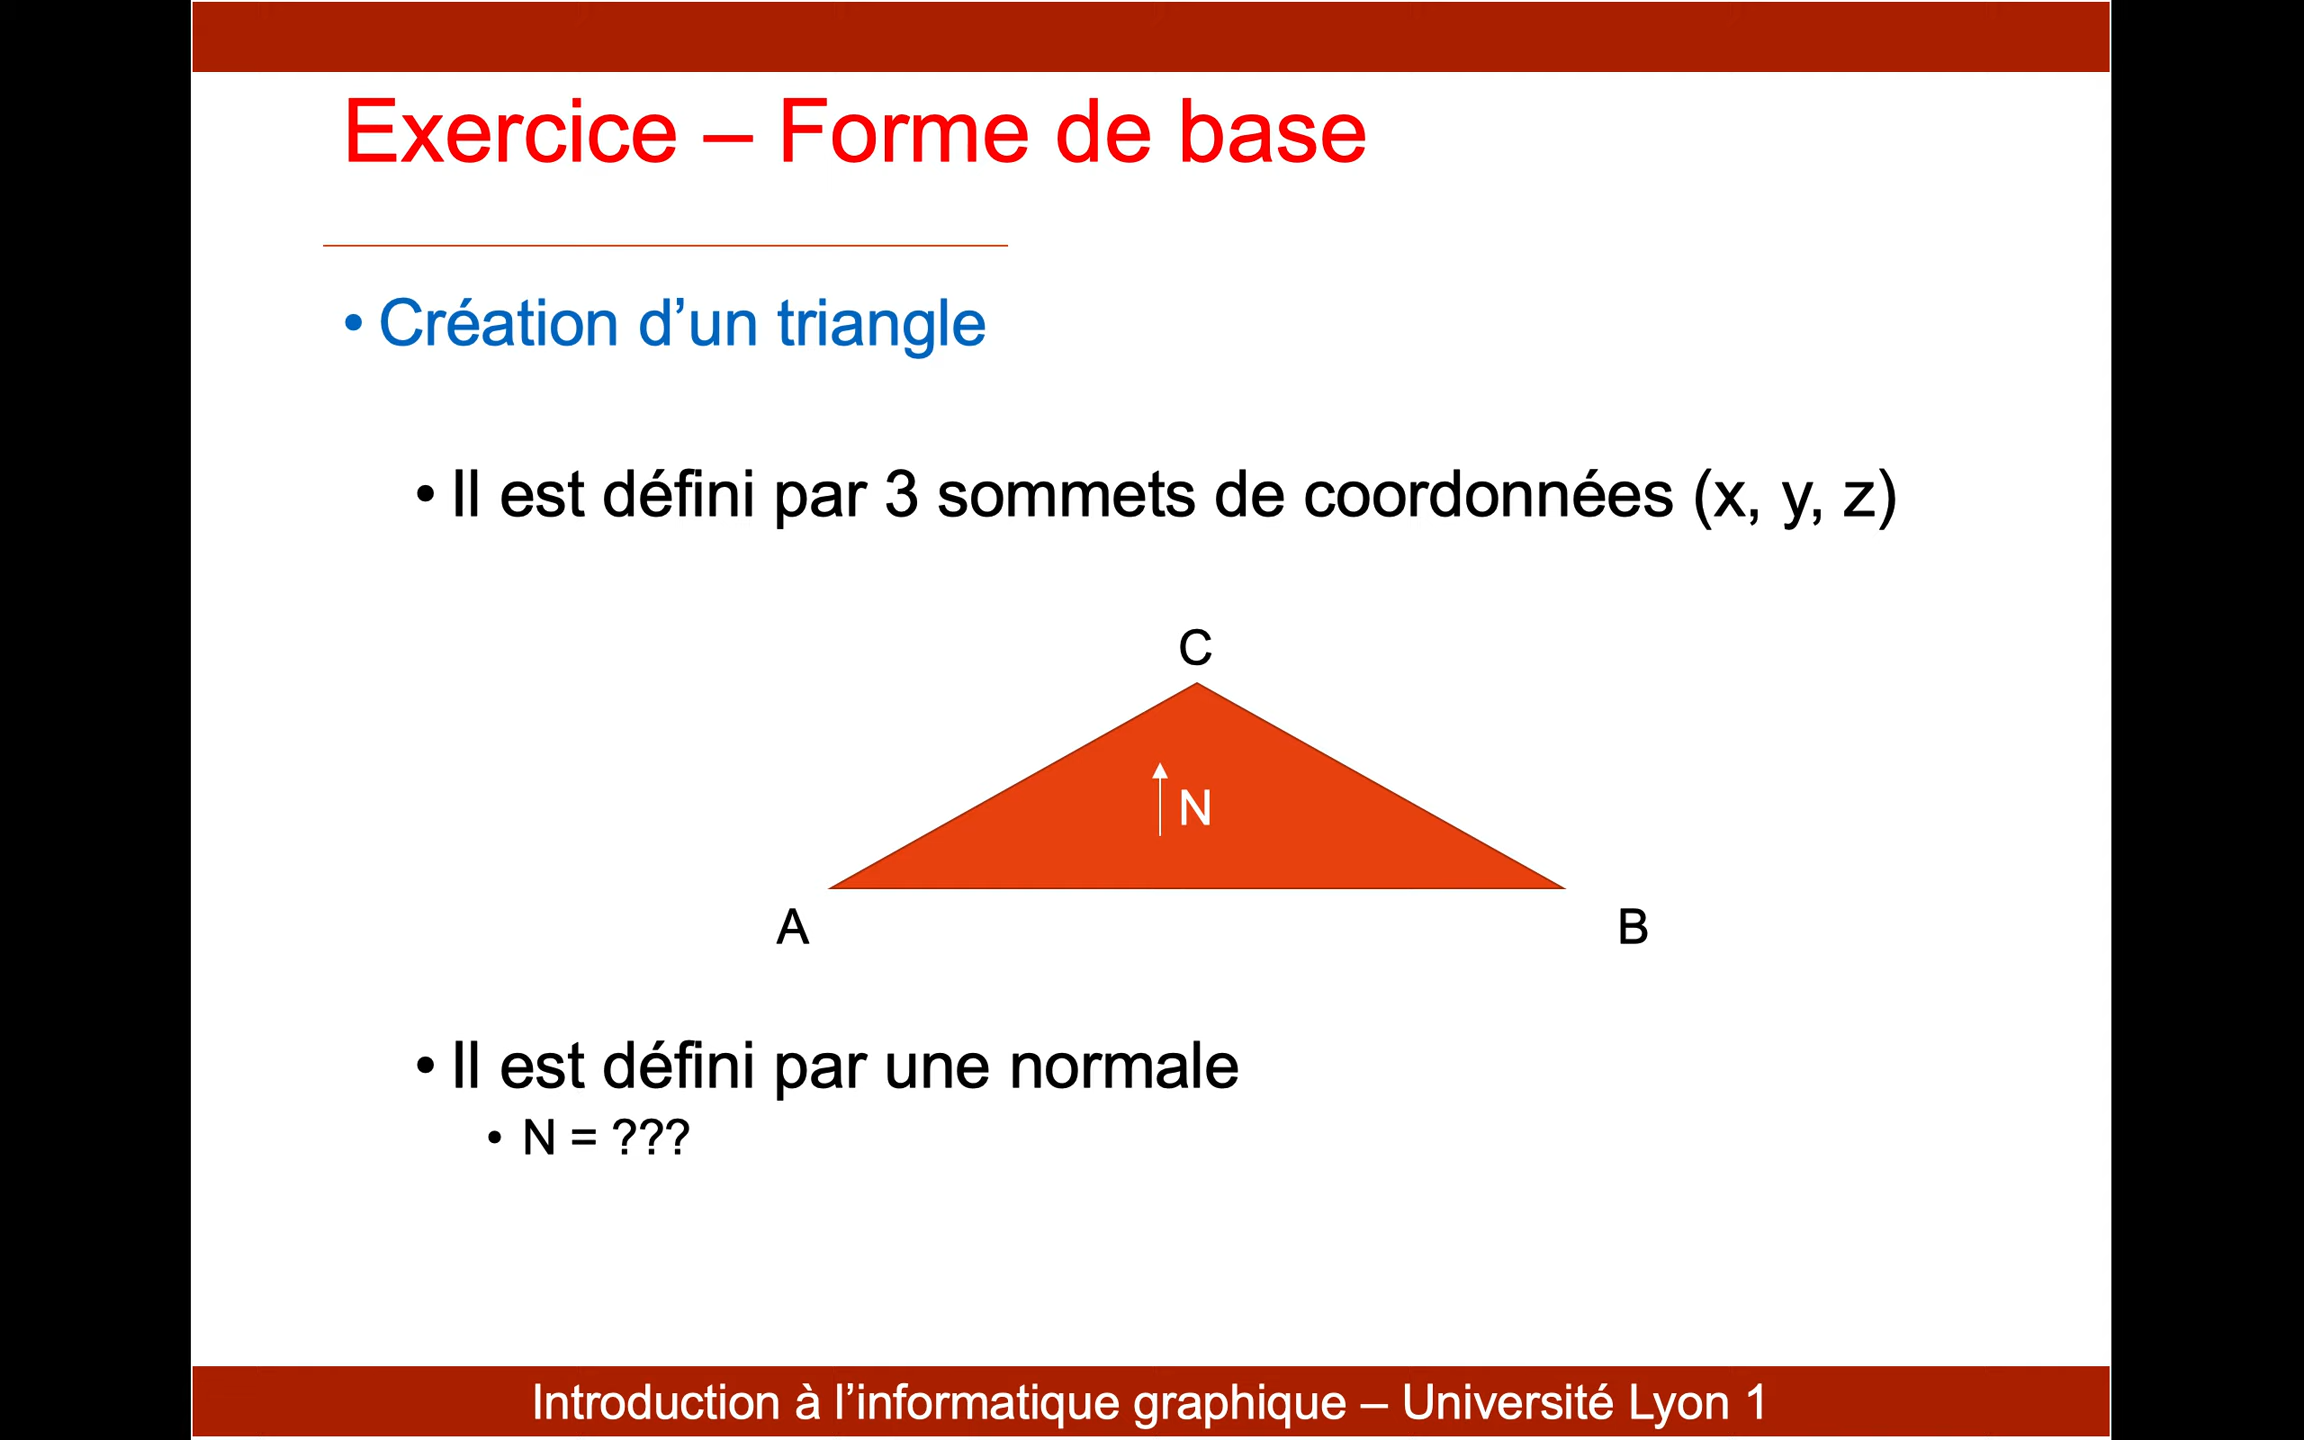 Exercice – Forme de base
• Création d’un triangle
• Il est défini par 3 sommets de coordonnées (x, y, z)
C
N
A B
• Il est défini par une normale
• N = ???
Introduction à l’informatique graphique – Université Lyon 1